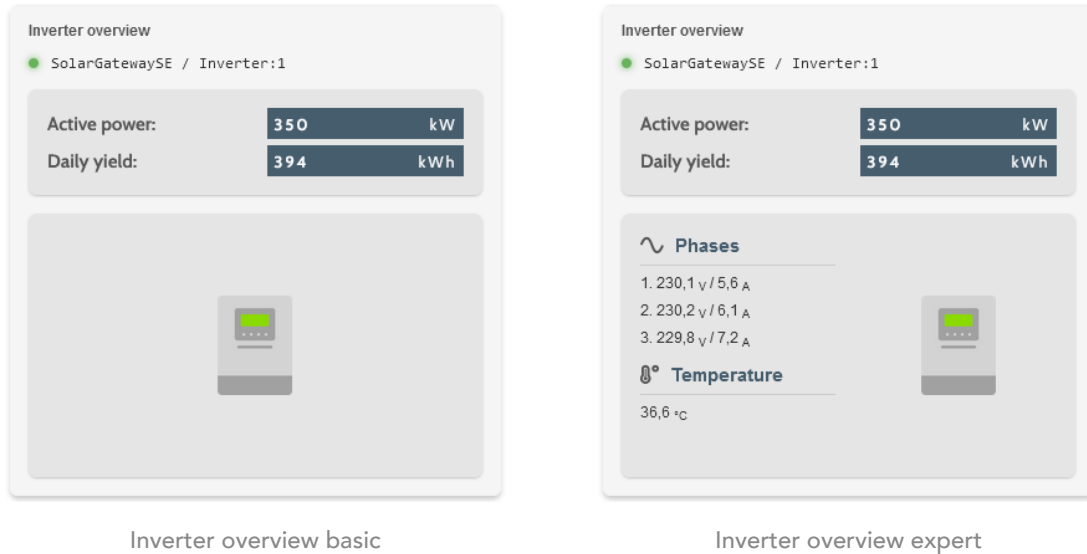 Inverter overview
SolarGatewaySE / Inverter:1
Active power: 350 kW
Daily yield: 394 kWh
Inverter overview basic
Inverter overview
SolarGatewaySE / Inverter:1
Active power: 350 kW
Daily yield: 394 kWh
Phases
1. 230,1 V / 5,6 A
2. 230,2 V / 6,1 A
3. 229,8 V / 7,2 A
Temperature
36,6 °C
Inverter overview expert